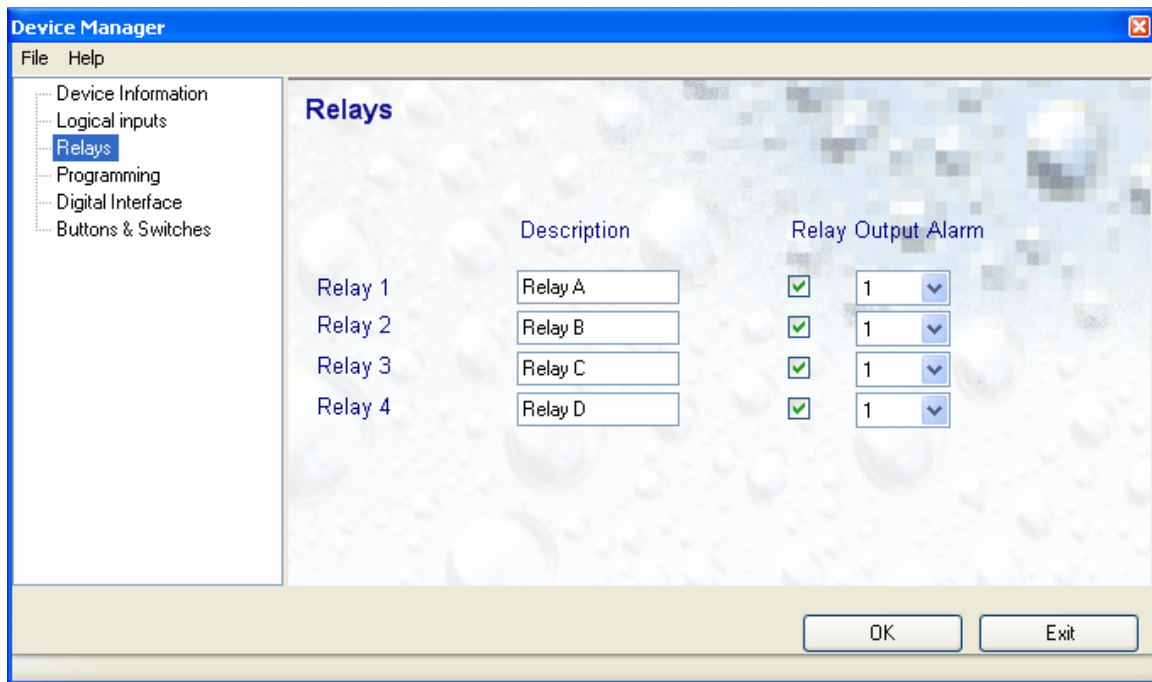 Device Manager
File Help
Device Information
Logical inputs
Relays
Programming
Digital Interface
Buttons & Switches
Relays
Description Relay Output Alarm
Relay 1 Relay A 1
Relay 2 Relay B 1
Relay 3 Relay C 1
Relay 4 Relay D 1
OK Exit